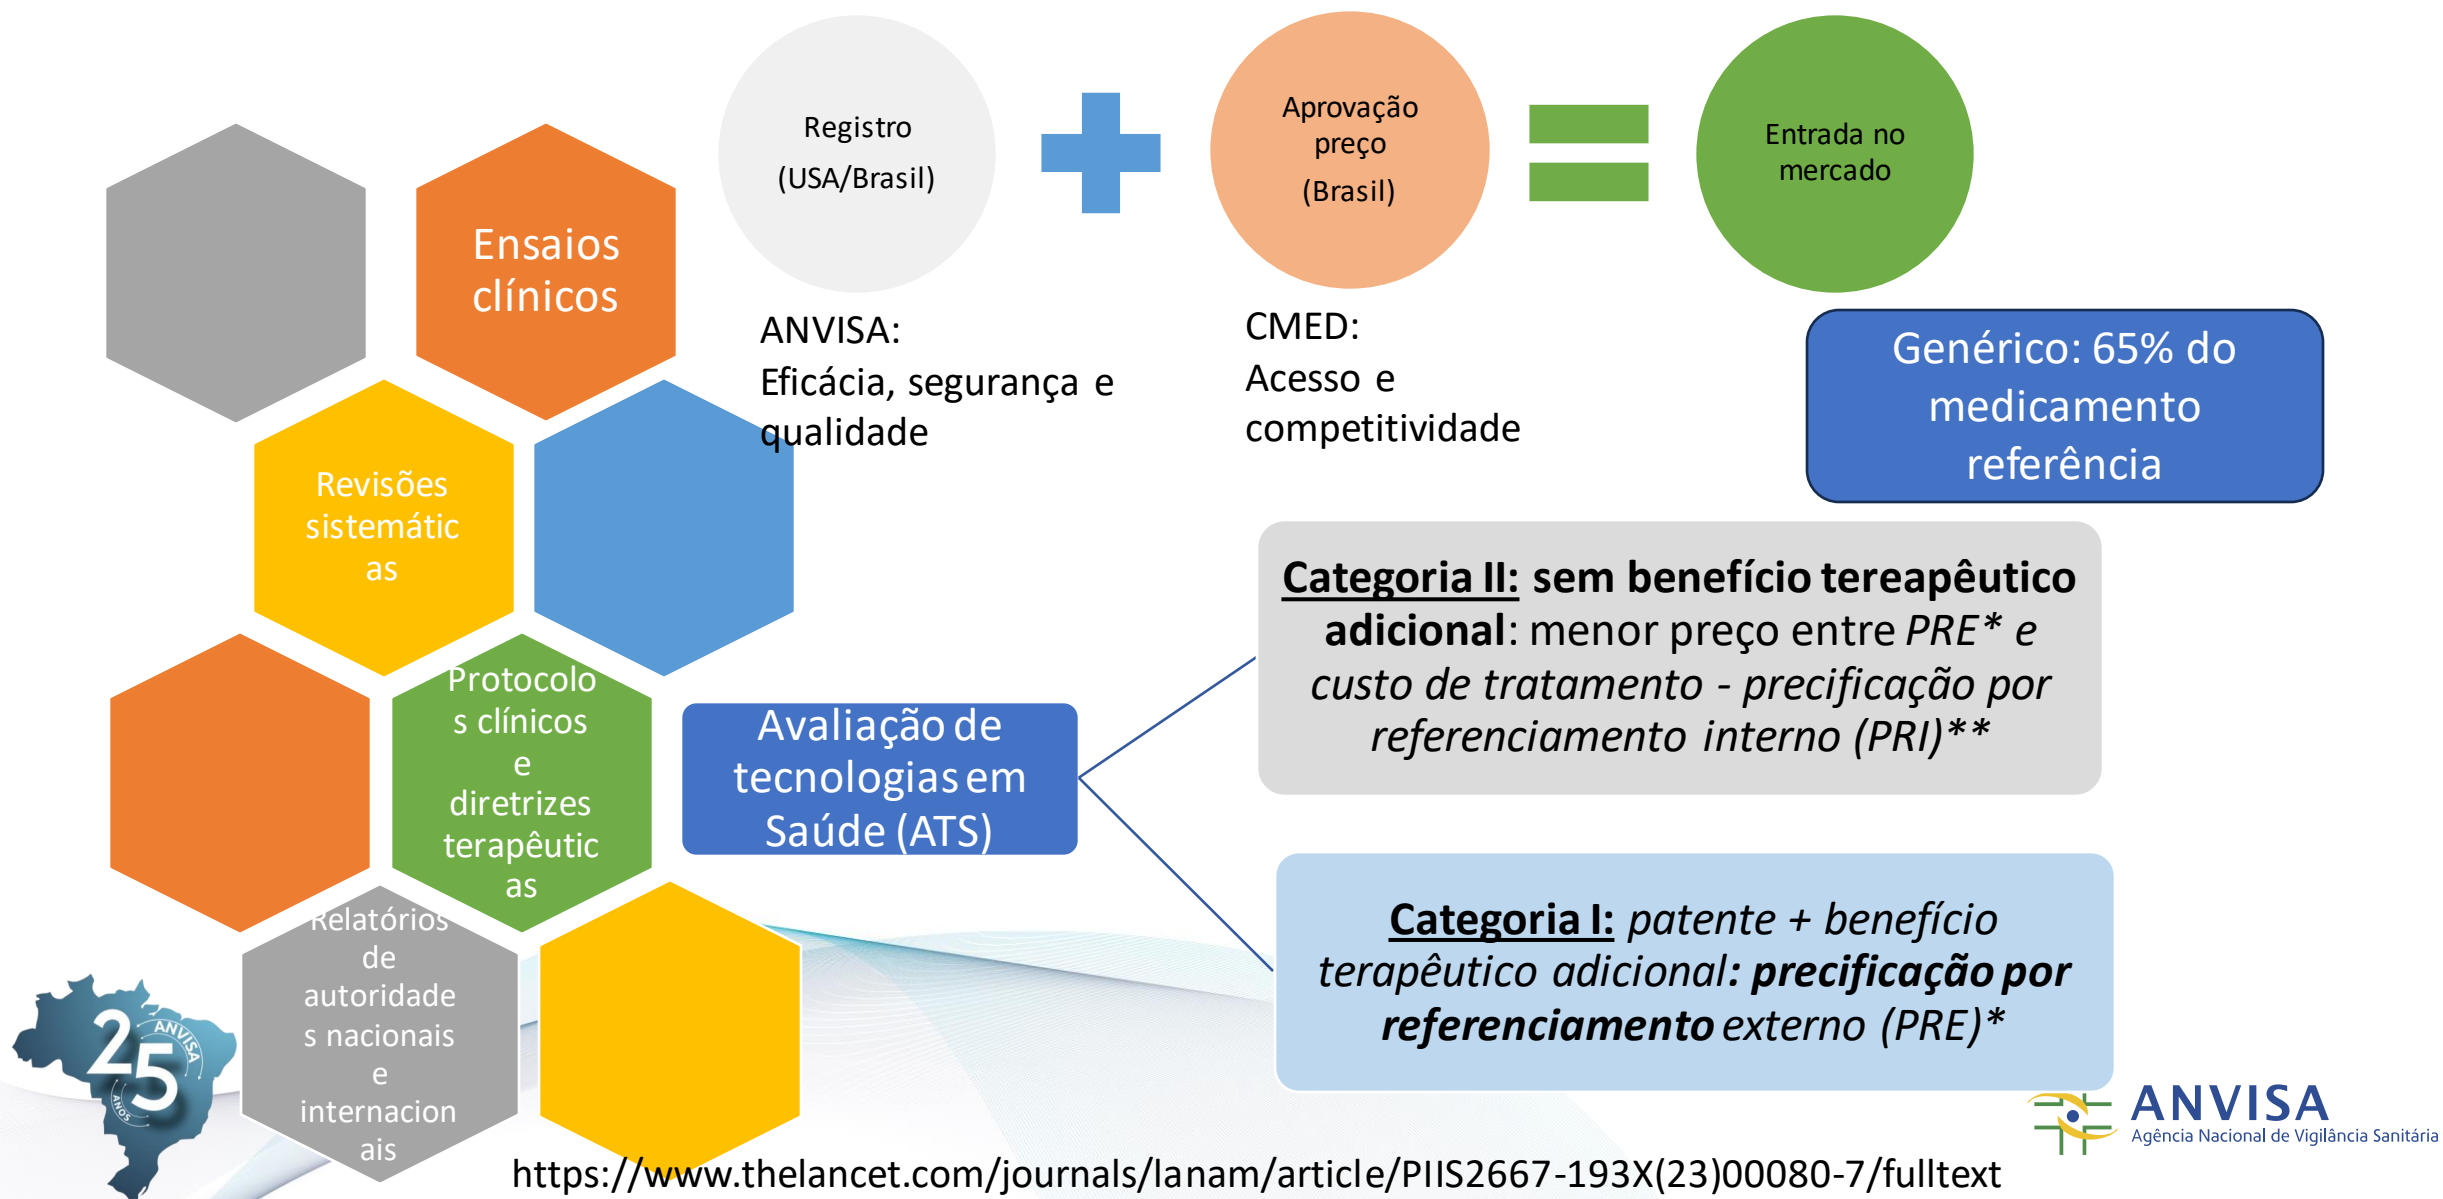 Registro
(USA/Brasil)
Aprovação
preço
(Brasil)
Entrada no
mercado
Ensaios
clínicos
ANVISA:
Eficácia, segurança e
qualidade
CMED:
Acesso e
competitividade
Genérico: 65% do
medicamento
referência
Revisões
sistemátic
as
Categoria II: sem benefício tereapêutico
adicional: menor preço entre PRE* e
custo de tratamento - precificação por
referenciamento interno (PRI)**
Protocolo
s clínicos
e
diretrizes
terapêutic
as
Avaliação de
tecnologias em
Saúde (ATS)
Categoria I: patente + benefício
terapêutico adicional: precificação por
referenciamento externo (PRE)*
Relatórios
de
autoridade
s nacionais
e
internacion
ais
25
ANVISA
ANOS
ANVISA
Agência Nacional de Vigilância Sanitária
https://www.thelancet.com/journals/lanam/article/PIIS2667-193X(23)00080-7/fulltext